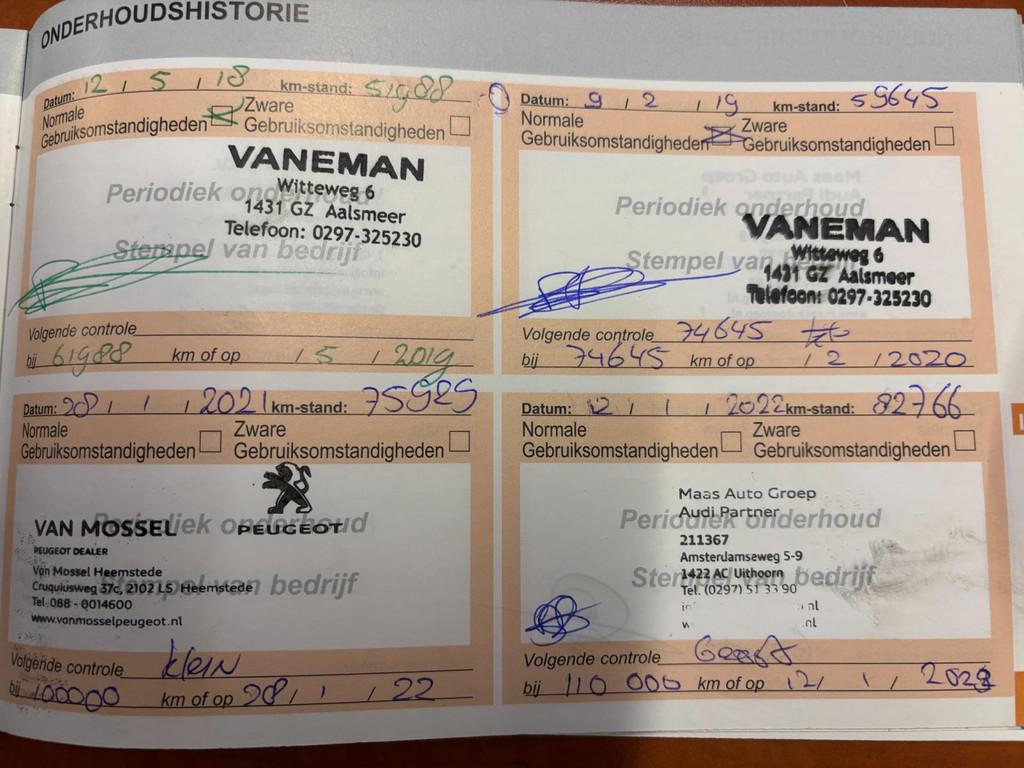 ONDERHOUDSHISTORIE
Datum: 12 / 5 / 18 km-stand: 51988
Normale Gebruiksomstandigheden Zware Gebruiksomstandigheden
Periodiek onderhoud
Stempel van bedrijf
VANEMAN
Witteweg 6
1431 GZ Aalsmeer
Telefoon: 0297-325230
Volgende controle
bij 61988 km of op / 5 / 2019
Datum: 9 / 2 / 19 km-stand: 59645
Normale Gebruiksomstandigheden Zware Gebruiksomstandigheden
Periodiek onderhoud
Stempel van bedrijf
VANEMAN
Witteweg 6
1431 GZ Aalsmeer
Telefoon: 0297-325230
Volgende controle 74645
bij 74645 km of op / 2 / 2020
Datum: 28 / 1 / 2021 km-stand: 75929
Normale Gebruiksomstandigheden Zware Gebruiksomstandigheden
Periodiek onderhoud
Stempel van bedrijf
PEUGEOT
VAN MOSSEL
PEUGEOT DEALER
Van Mossel Heemstede
Cruquiusweg 37c, 2102 LS Heemstede
Tel 088 - 0014600
www.vanmosselpeugeot.nl
Volgende controle klein
bij 100000 km of op 28 / 1 / 22
Datum: 12 / 1 / 2022 km-stand: 82766
Normale Gebruiksomstandigheden Zware Gebruiksomstandigheden
Periodiek onderhoud
Stempel van bedrijf
Maas Auto Groep
Audi Partner
211367
Amsterdamseweg 5-9
1422 AC Uithoorn
Tel. (0297) 51 33 90
Volgende controle
bij 110 000 km of op 12 / 1 / 2023